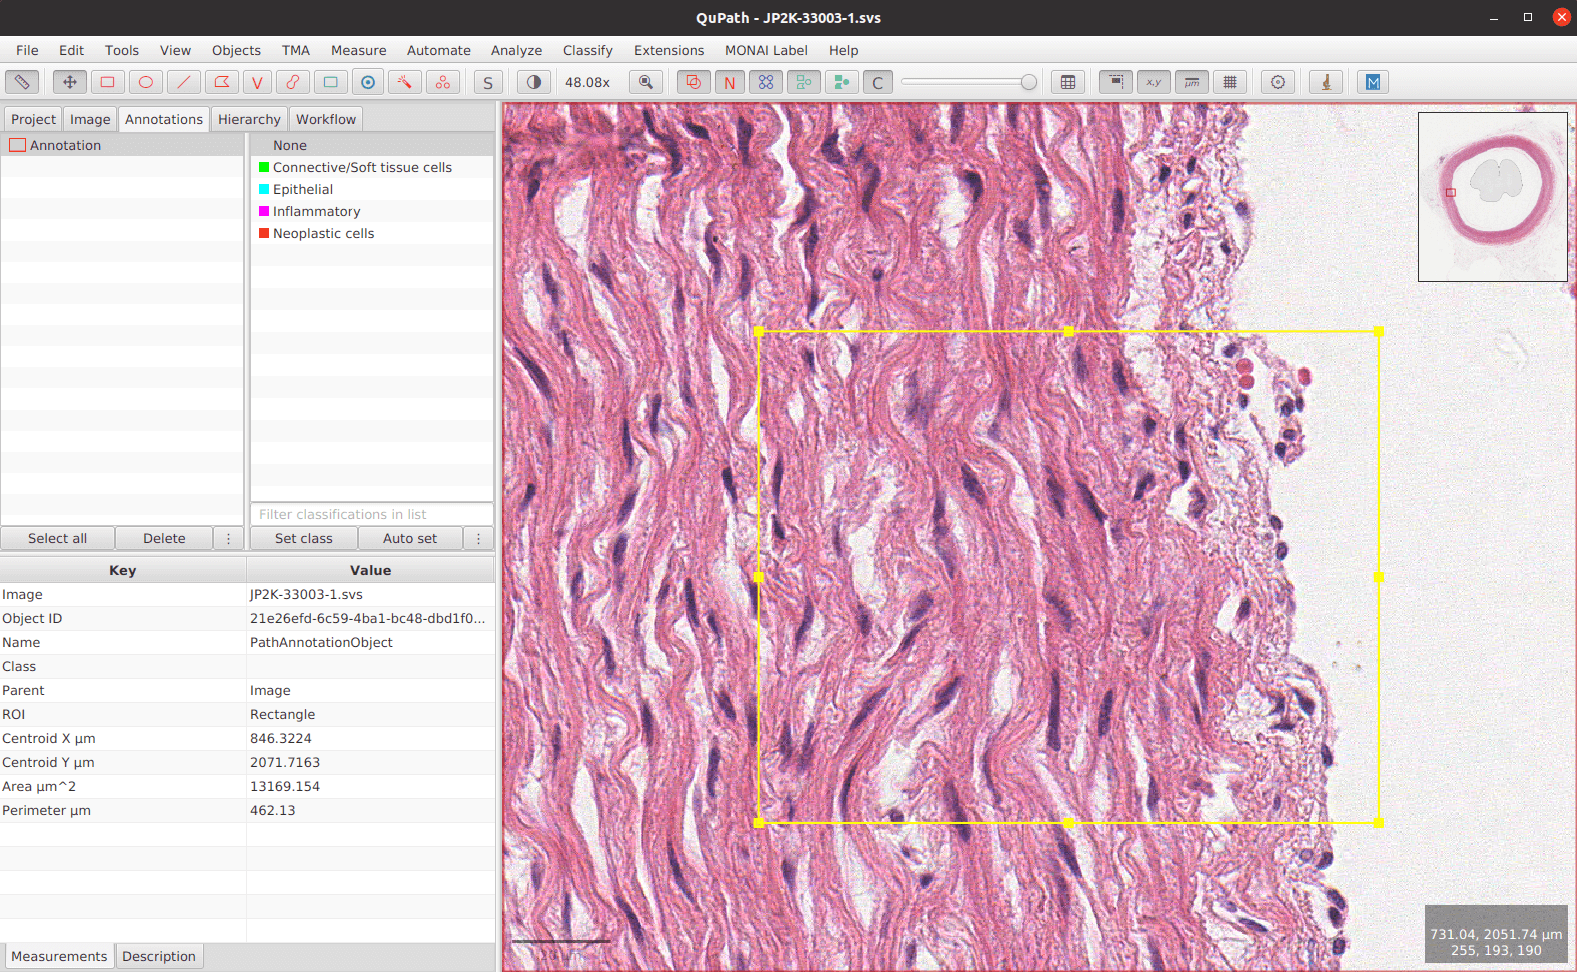 QuPath - JP2K-33003-1.svs
File Edit Tools View Objects TMA Measure Automate Analyze Classify Extensions MONAI Label Help
V S 48.08x N C x,y µm M
Project Image Annotations Hierarchy Workflow
Annotation
None
Connective/Soft tissue cells
Epithelial
Inflammatory
Neoplastic cells
Filter classifications in list
Select all Delete ⋮ Set class Auto set ⋮
Key Value
Image JP2K-33003-1.svs
Object ID 21e26efd-6c59-4ba1-bc48-dbd1f0...
Name PathAnnotationObject
Class
Parent Image
ROI Rectangle
Centroid X µm 846.3224
Centroid Y µm 2071.7163
Area µm^2 13169.154
Perimeter µm 462.13
Measurements Description
731.04, 2051.74 µm
255, 193, 190